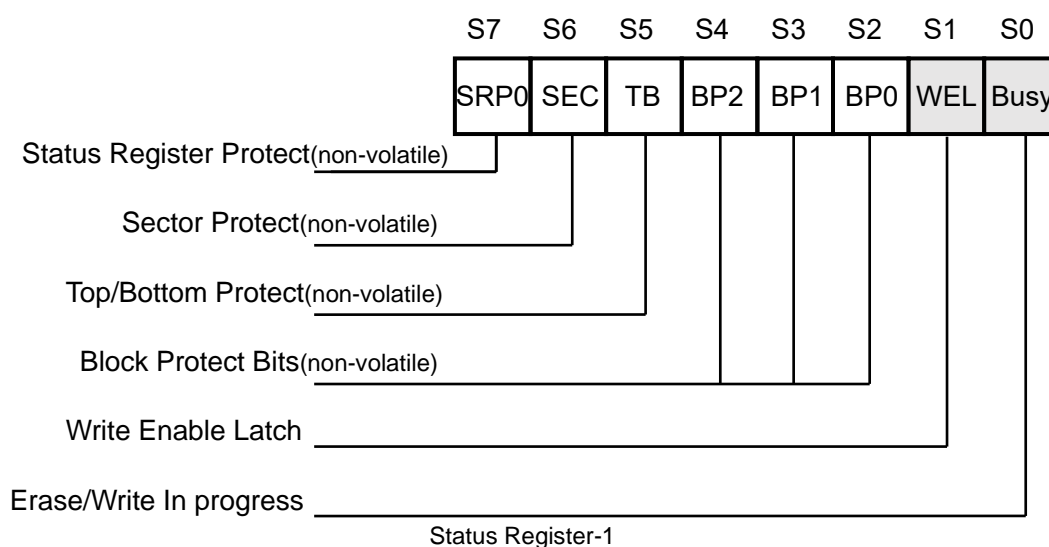 S7 S6 S5 S4 S3 S2 S1 S0
SRP0 SEC TB BP2 BP1 BP0 WEL Busy
Status Register Protect(non-volatile)
Sector Protect(non-volatile)
Top/Bottom Protect(non-volatile)
Block Protect Bits(non-volatile)
Write Enable Latch
Erase/Write In progress
Status Register-1